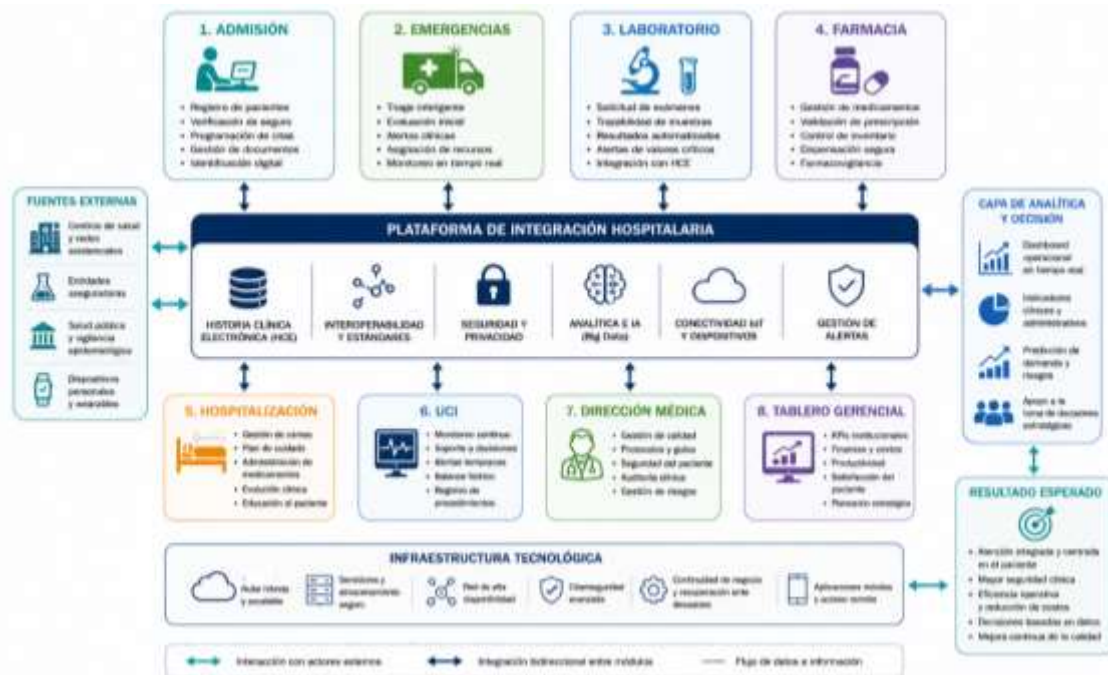 1. ADMISIÓN
• Registro de pacientes
• Verificación de seguro
• Programación de citas
• Gestión de documentos
• Identificación digital
2. EMERGENCIAS
• Triage inteligente
• Evaluación inicial
• Alertas clínicas
• Asignación de recursos
• Monitoreo en tiempo real
3. LABORATORIO
• Solicitud de exámenes
• Trazabilidad de muestras
• Resultados automatizados
• Alertas de valores críticos
• Integración con HCE
4. FARMACIA
• Gestión de medicamentos
• Validación de prescripción
• Control de inventario
• Dispensación segura
• Farmacovigilancia
FUENTES EXTERNAS
Centros de salud
y redes
asistenciales
Entidades
aseguradoras
Salud pública
y vigilancia
epidemiológica
Dispositivos
personales
y wearables
PLATAFORMA DE INTEGRACIÓN HOSPITALARIA
HISTORIA CLÍNICA
ELECTRÓNICA (HCE)
INTEROPERABILIDAD
Y ESTÁNDARES
SEGURIDAD Y
PRIVACIDAD
ANALÍTICA E IA
(Big Data)
CONECTIVIDAD IoT
Y DISPOSITIVOS
GESTIÓN DE
ALERTAS
CAPA DE ANALÍTICA
Y DECISIÓN
Dashboard
operacional
en tiempo real
Indicadores
clínicos y
administrativos
Predicción de
demanda y
riesgos
Apoyo a la
toma de decisiones
estratégicas
5. HOSPITALIZACIÓN
• Gestión de camas
• Plan de cuidado
• Administración de
medicamentos
• Evolución clínica
• Educación al paciente
6. UCI
• Monitoreo continuo
• Soporte a decisiones
• Alertas tempranas
• Balance hídrico
• Registro de
procedimientos
7. DIRECCIÓN MÉDICA
• Gestión de calidad
• Protocolos y guías
• Seguridad del paciente
• Auditoría clínica
• Gestión de riesgos
8. TABLERO GERENCIAL
• KPIs institucionales
• Finanzas y costos
• Productividad
• Satisfacción del
paciente
• Planeación estratégica
RESULTADO ESPERADO
• Atención integrada y centrada
en el paciente
• Mayor seguridad clínica
• Eficiencia operativa
y reducción de costos
• Decisiones basadas en datos
• Mejora continua de la calidad
INFRAESTRUCTURA TECNOLÓGICA
Nube híbrida
y escalable
Servidores y
almacenamiento
seguro
Red de alta
disponibilidad
Ciberseguridad
avanzada
Continuidad de negocio
y recuperación ante
desastres
Aplicaciones móviles
y acceso remoto
Interacción con actores externos
Integración bidireccional entre módulos
Flujo de datos e información